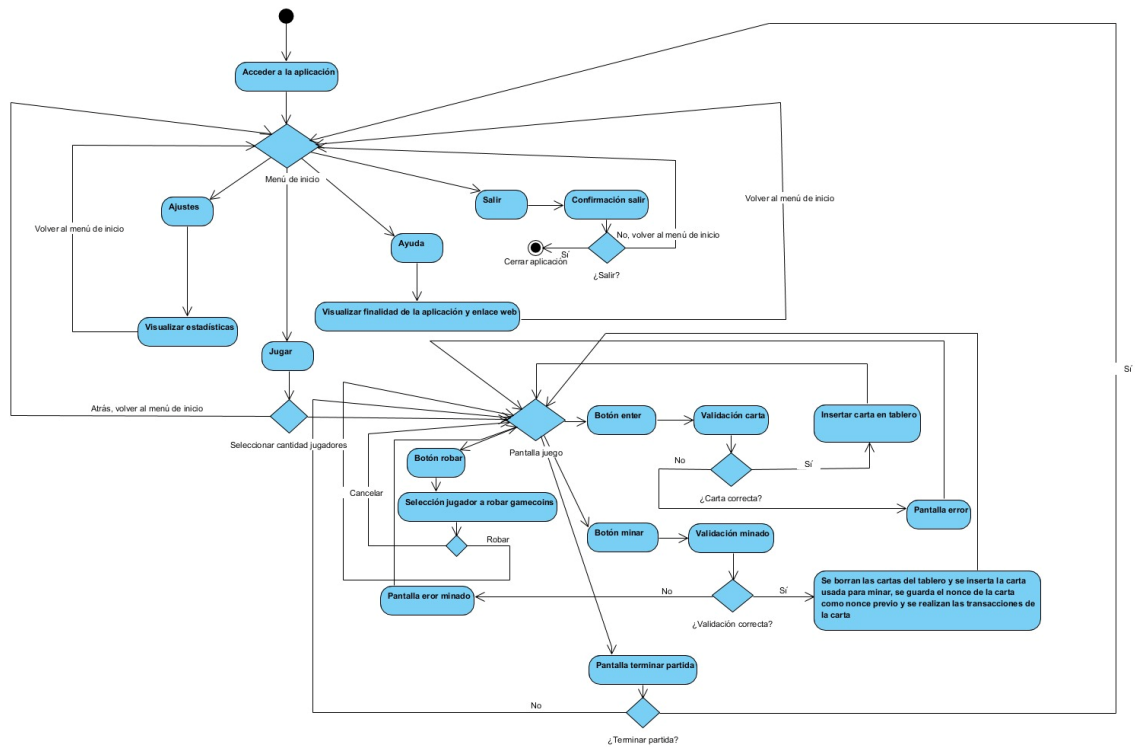 Acceder a la aplicación
Menú de inicio
Salir
Confirmación salir
Volver al menú de inicio
Ajustes
Volver al menú de inicio
Ayuda
No, volver al menú de inicio
Sí
Cerrar aplicación
¿Salir?
Visualizar finalidad de la aplicación y enlace web
Visualizar estadísticas
Jugar
Sí
Atrás, volver al menú de inicio
Seleccionar cantidad jugadores
Pantalla juego
Botón enter
Validación carta
Insertar carta en tablero
Botón robar
No
Sí
¿Carta correcta?
Cancelar
Selección jugador a robar gamecoins
Pantalla error
Robar
Botón minar
Validación minado
Pantalla eror minado
No
Sí
Se borran las cartas del tablero y se inserta la carta
usada para minar, se guarda el nonce de la carta
como nonce previo y se realizan las transacciones de
la carta
¿Validación correcta?
Pantalla terminar partida
No
¿Terminar partida?